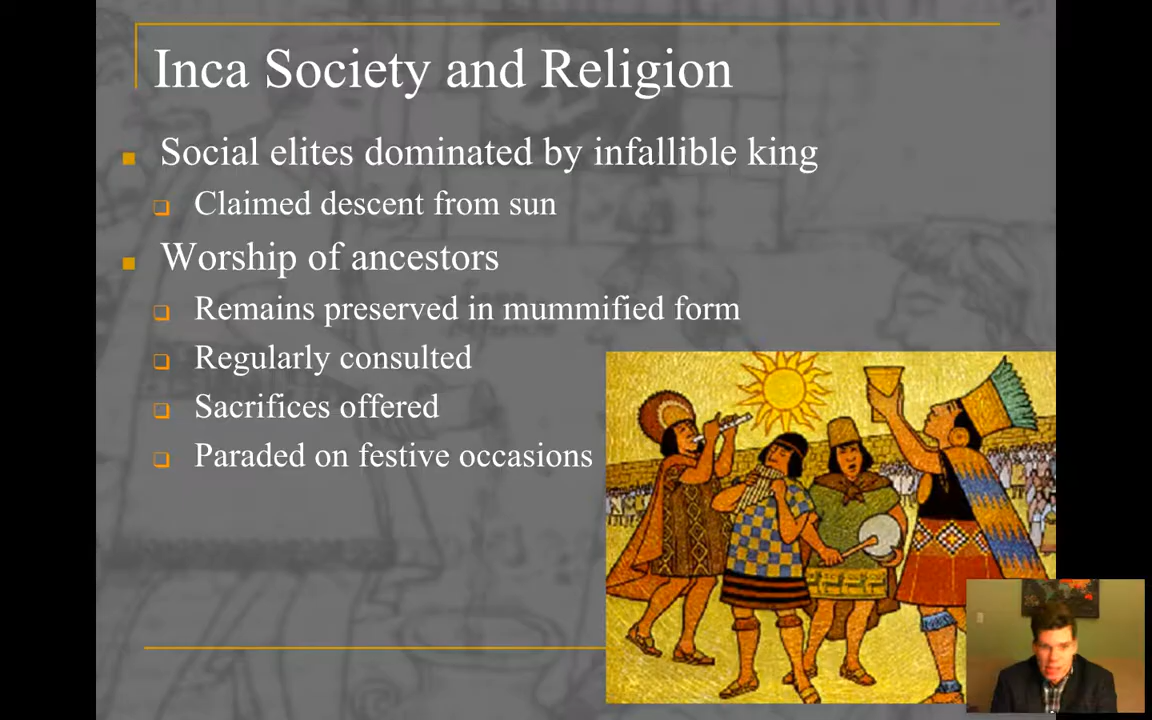 Inca Society and Religion
Social elites dominated by infallible king
Claimed descent from sun
Worship of ancestors
Remains preserved in mummified form
Regularly consulted
Sacrifices offered
Paraded on festive occasions